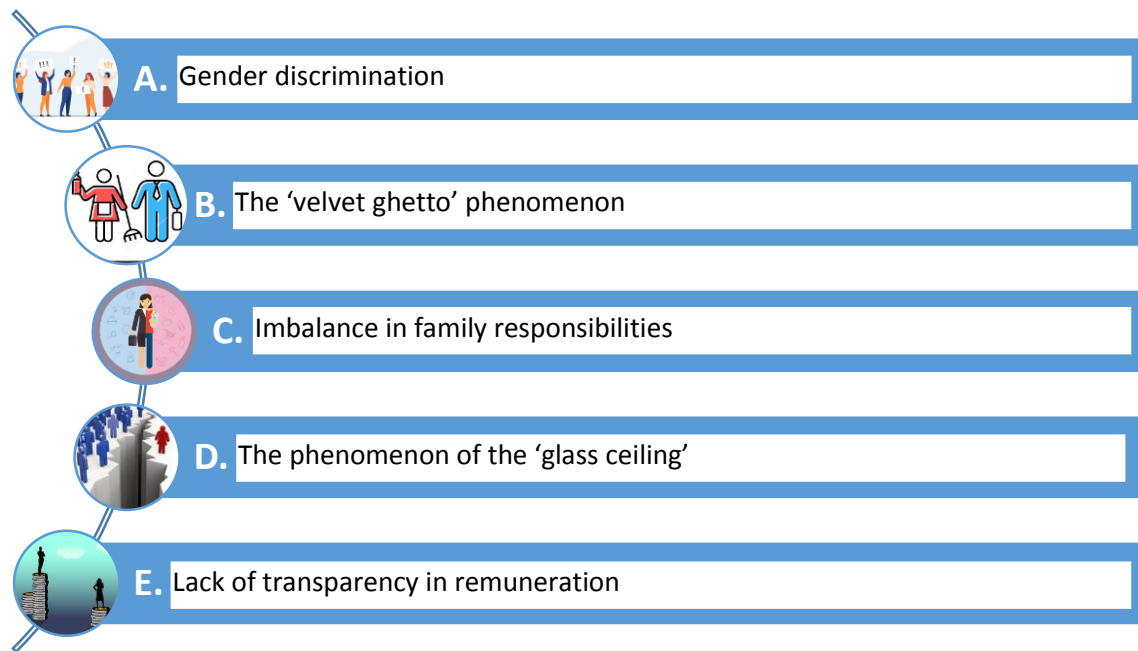 A. Gender discrimination
B. The ‘velvet ghetto’ phenomenon
C. Imbalance in family responsibilities
D. The phenomenon of the ‘glass ceiling’
E. Lack of transparency in remuneration